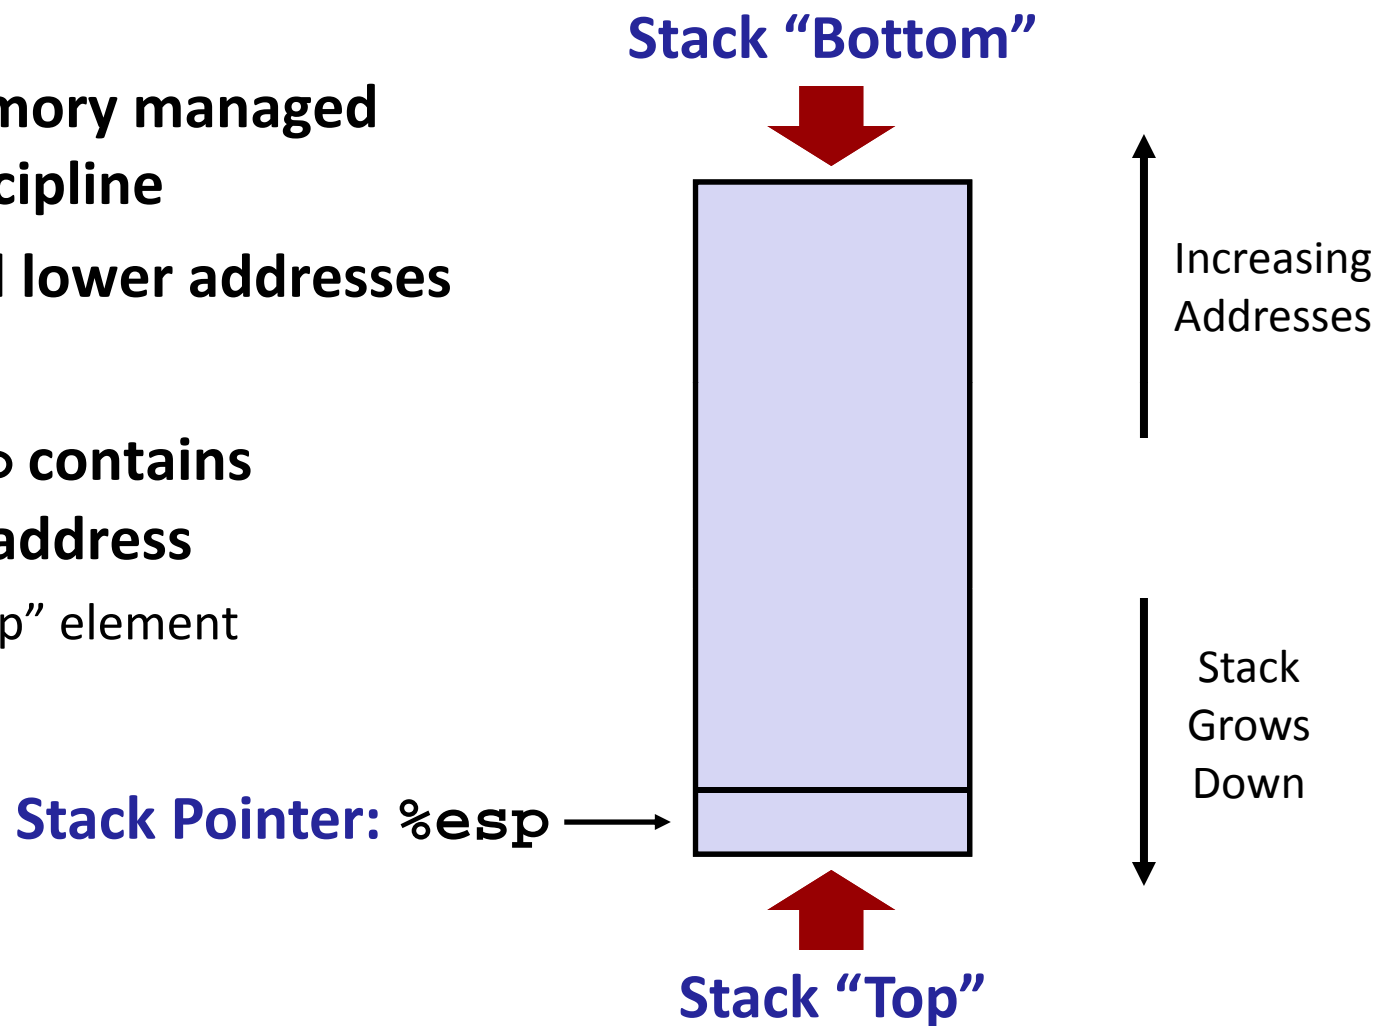 Stack “Bottom”
mory managed
cipline
lower addresses
contains
address
p” element
Increasing
Addresses
Stack
Grows
Down
Stack Pointer: %esp
Stack “Top”